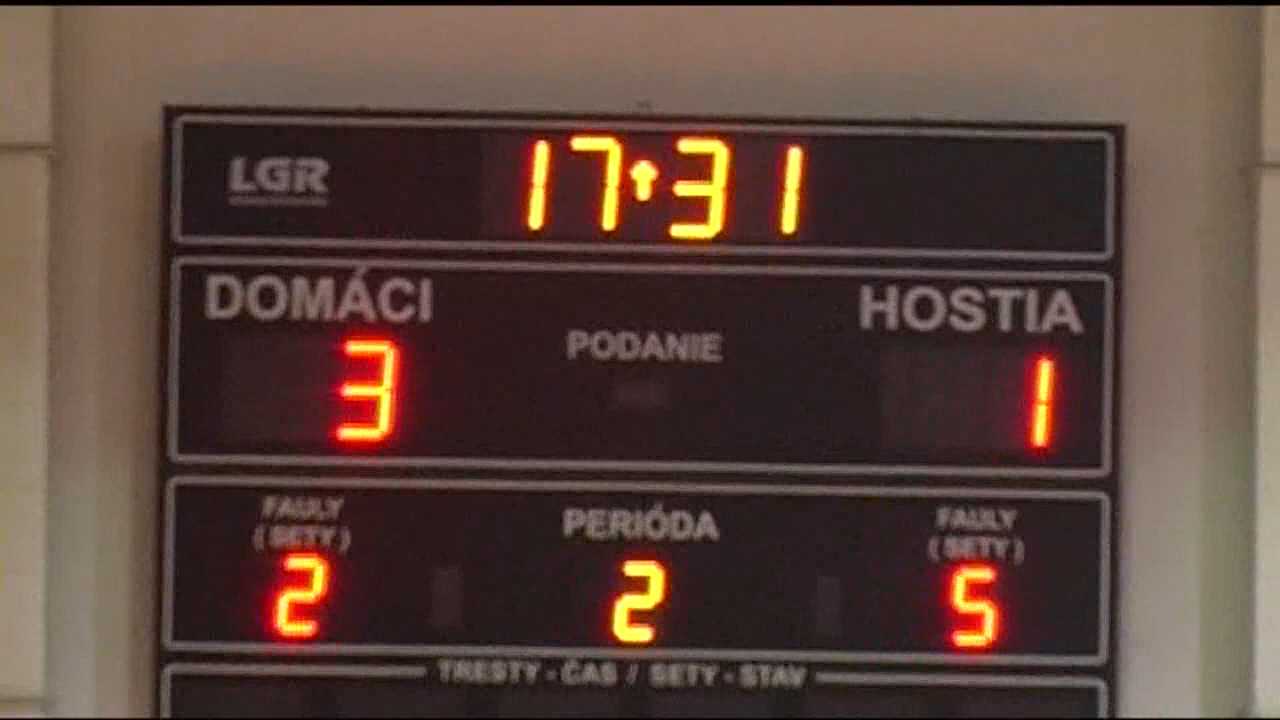 LGR 17:31
DOMÁCI HOSTIA
PODANIE
3 1
FAULY PERIÓDA FAULY
(SETY) (SETY)
2 2 5
TRESTY - ČAS / SETY - STAV